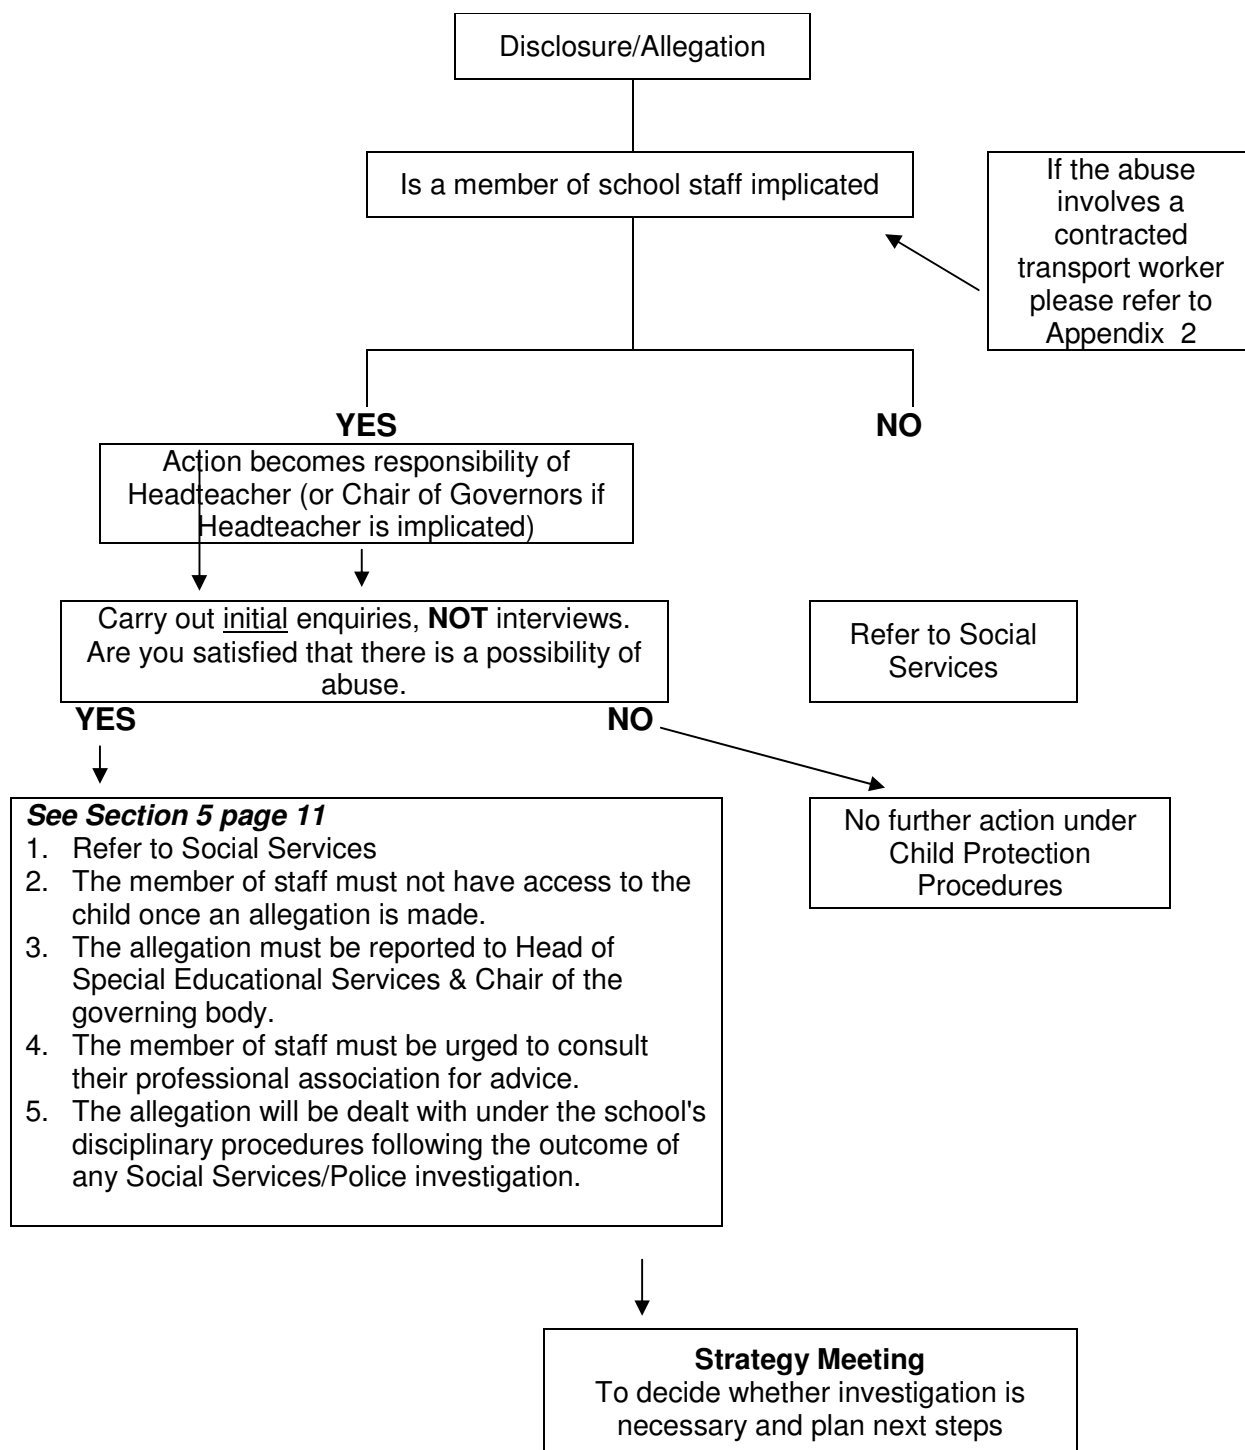 Disclosure/Allegation
Is a member of school staff implicated
If the abuse
involves a
contracted
transport worker
please refer to
Appendix 2
YES
NO
Action becomes responsibility of
Headteacher (or Chair of Governors if
Headteacher is implicated)
Carry out initial enquiries, NOT interviews.
Are you satisfied that there is a possibility of
abuse.
Refer to Social
Services
YES
NO
See Section 5 page 11
1. Refer to Social Services
2. The member of staff must not have access to the
child once an allegation is made.
3. The allegation must be reported to Head of
Special Educational Services & Chair of the
governing body.
4. The member of staff must be urged to consult
their professional association for advice.
5. The allegation will be dealt with under the school's
disciplinary procedures following the outcome of
any Social Services/Police investigation.
No further action under
Child Protection
Procedures
Strategy Meeting
To decide whether investigation is
necessary and plan next steps